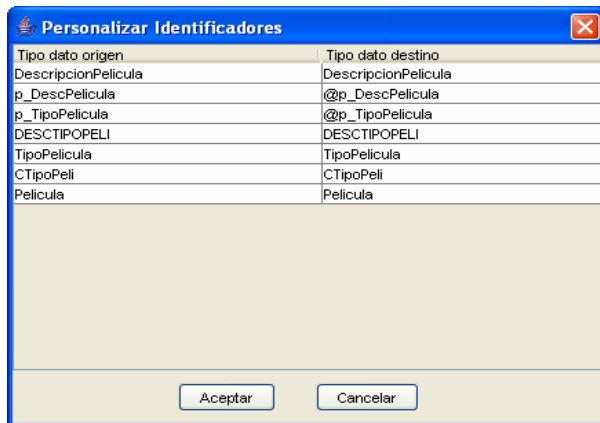 Personalizar Identificadores
Tipo dato origen Tipo dato destino
DescripcionPelicula DescripcionPelicula
p_DescPelicula @p_DescPelicula
p_TipoPelicula @p_TipoPelicula
DESCTIPOPELI DESCTIPOPELI
TipoPelicula TipoPelicula
CTipoPeli CTipoPeli
Pelicula Pelicula
Aceptar Cancelar